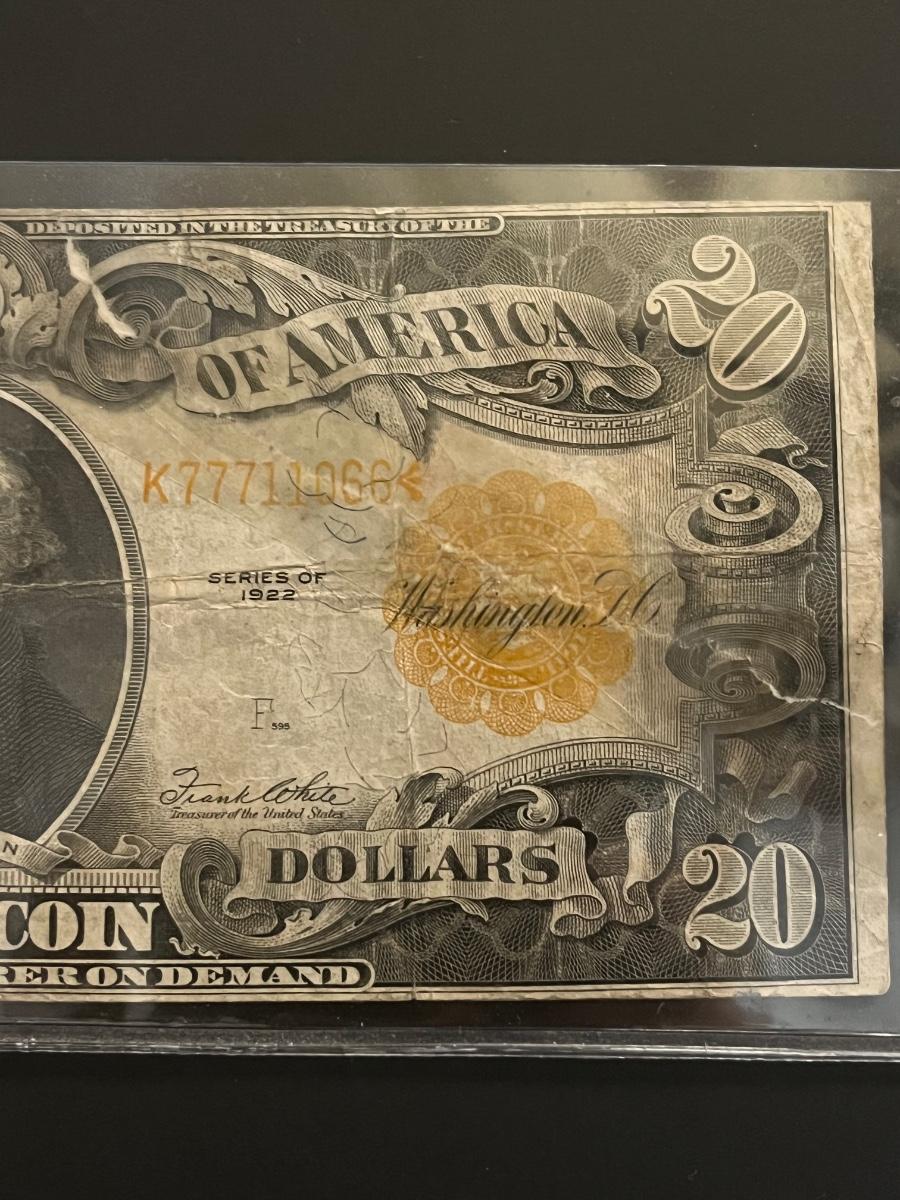 DEPOSITED IN THE TREASURY OF THE
OF AMERICA
20
K77711066
SERIES OF
1922
Washington, D.C.
F 595
Frank White
Treasurer of the United States
N
DOLLARS
20
COIN
RER ON DEMAND